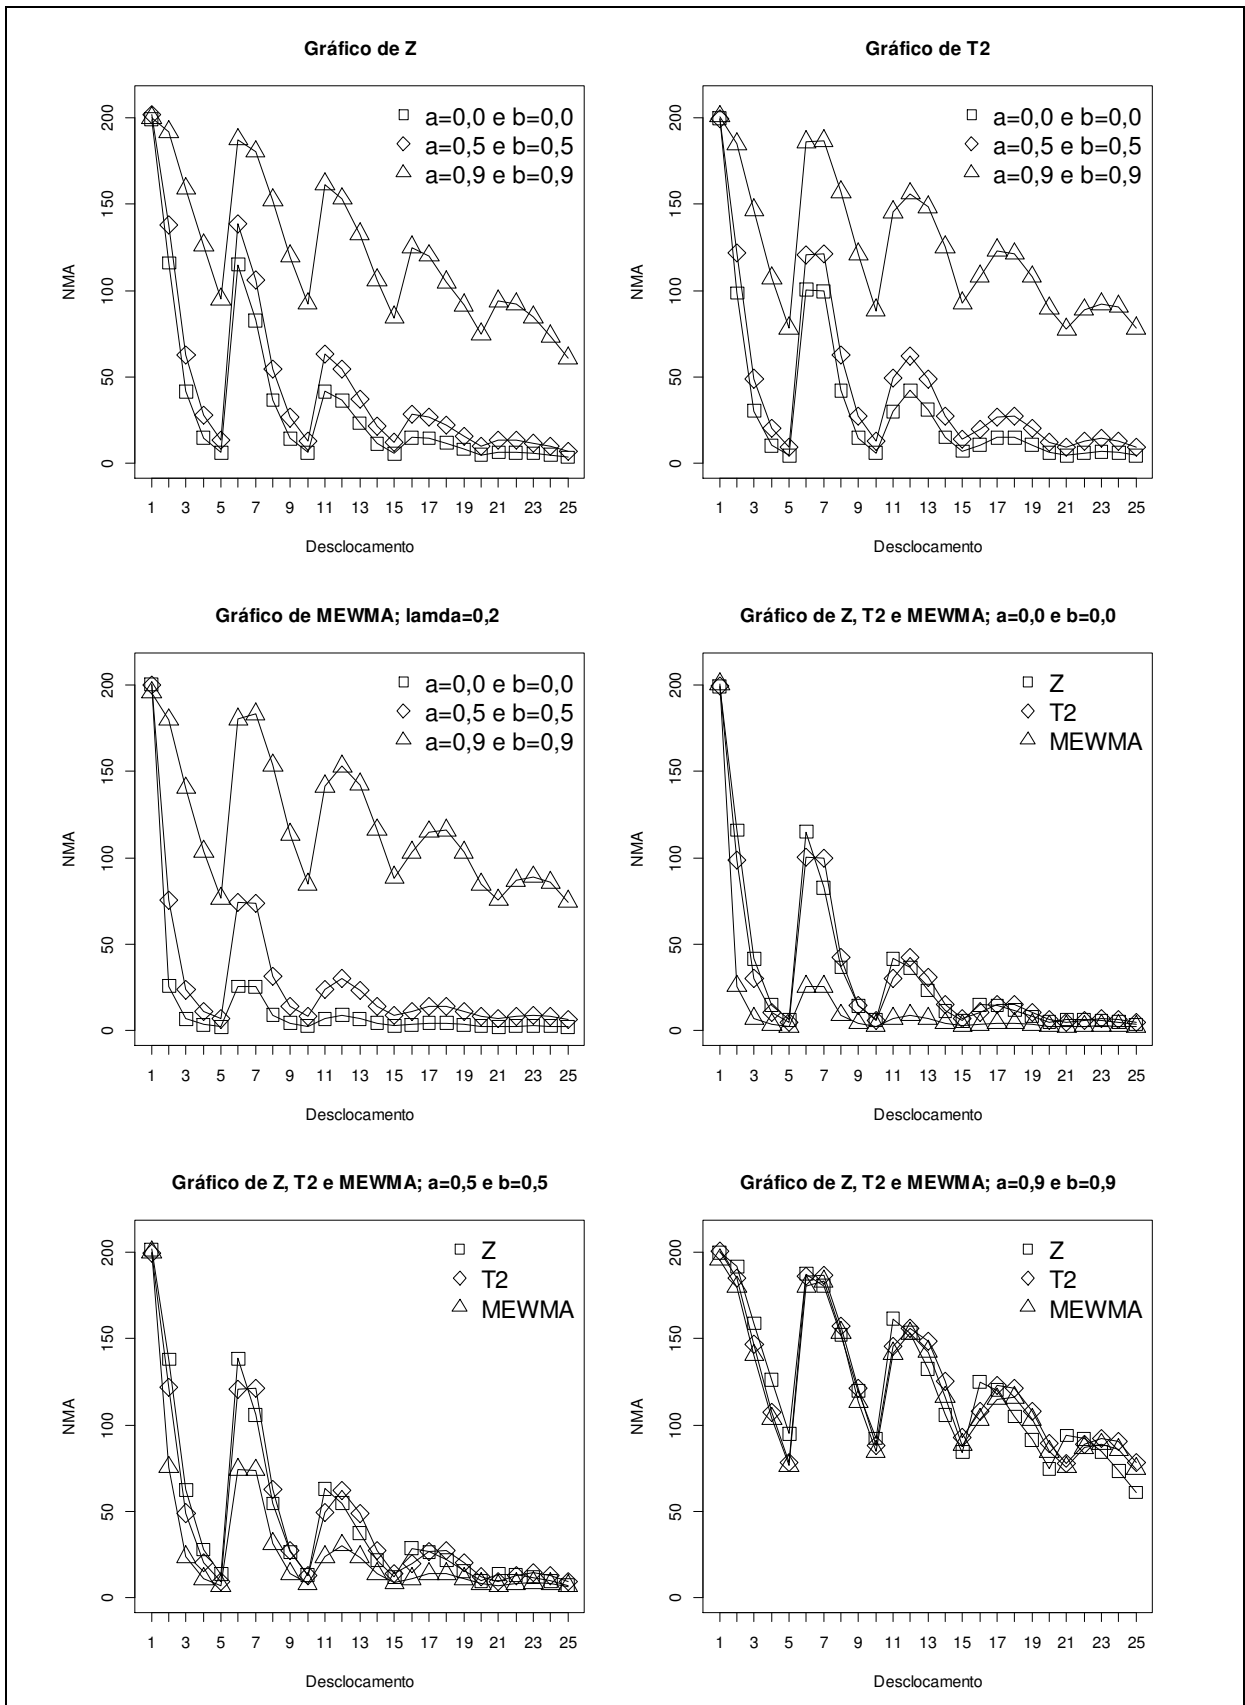 Gráfico de Z
NMA
200
150
100
50
0
a=0,0 e b=0,0
a=0,5 e b=0,5
a=0,9 e b=0,9
1 3 5 7 9 11 13 15 17 19 21 23 25
Desclocamento
Gráfico de T2
NMA
200
150
100
50
0
a=0,0 e b=0,0
a=0,5 e b=0,5
a=0,9 e b=0,9
1 3 5 7 9 11 13 15 17 19 21 23 25
Desclocamento
Gráfico de MEWMA; lamda=0,2
NMA
200
150
100
50
0
a=0,0 e b=0,0
a=0,5 e b=0,5
a=0,9 e b=0,9
1 3 5 7 9 11 13 15 17 19 21 23 25
Desclocamento
Gráfico de Z, T2 e MEWMA; a=0,0 e b=0,0
NMA
200
150
100
50
0
Z
T2
MEWMA
1 3 5 7 9 11 13 15 17 19 21 23 25
Desclocamento
Gráfico de Z, T2 e MEWMA; a=0,5 e b=0,5
NMA
200
150
100
50
0
Z
T2
MEWMA
1 3 5 7 9 11 13 15 17 19 21 23 25
Desclocamento
Gráfico de Z, T2 e MEWMA; a=0,9 e b=0,9
NMA
200
150
100
50
0
Z
T2
MEWMA
1 3 5 7 9 11 13 15 17 19 21 23 25
Desclocamento